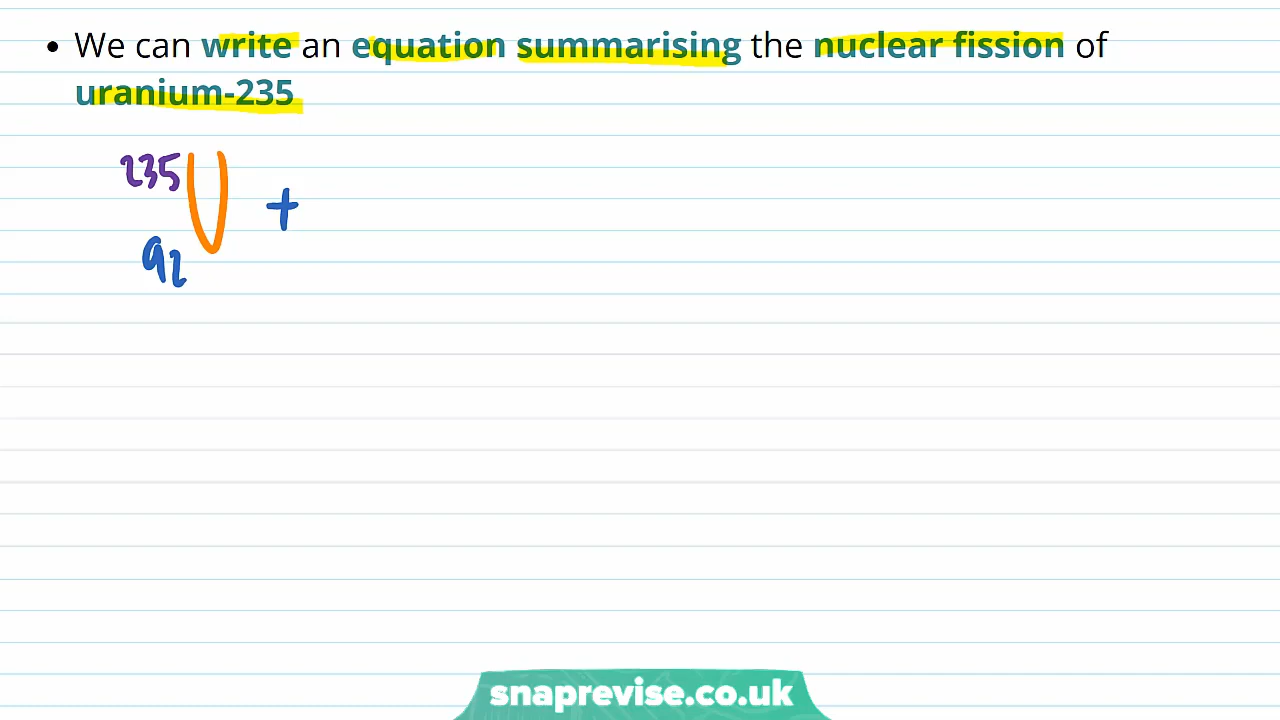 • We can write an equation summarising the nuclear fission of
uranium-235
235
U +
92
snaprevise.co.uk